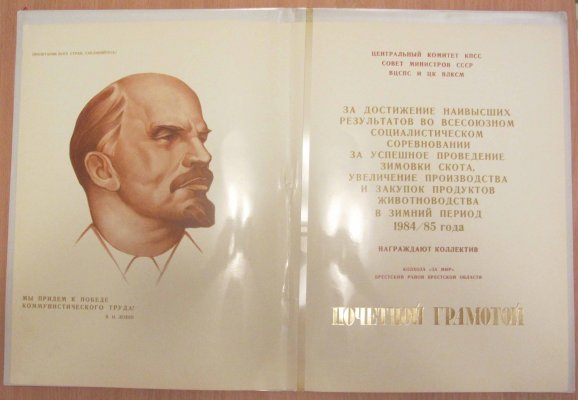 ПРОЛЕТАРИИ ВСЕХ СТРАН, СОЕДИНЯЙТЕСЬ!
МЫ ПРИДЕМ К ПОБЕДЕ
КОММУНИСТИЧЕСКОГО ТРУДА!
В. И. ЛЕНИН
ЦЕНТРАЛЬНЫЙ КОМИТЕТ КПСС
СОВЕТ МИНИСТРОВ СССР
ВЦСПС И ЦК ВЛКСМ
ЗА ДОСТИЖЕНИЕ НАИВЫСШИХ
РЕЗУЛЬТАТОВ ВО ВСЕСОЮЗНОМ
СОЦИАЛИСТИЧЕСКОМ
СОРЕВНОВАНИИ
ЗА УСПЕШНОЕ ПРОВЕДЕНИЕ
ЗИМОВКИ СКОТА,
УВЕЛИЧЕНИЕ ПРОИЗВОДСТВА
И ЗАКУПОК ПРОДУКТОВ
ЖИВОТНОВОДСТВА
В ЗИМНИЙ ПЕРИОД
1984/85 года
НАГРАЖДАЮТ КОЛЛЕКТИВ
КОЛХОЗА «ЗА МИР»
БРЕСТСКИЙ РАЙОН БРЕСТСКОЙ ОБЛАСТИ
ПОЧЕТНОЙ ГРАМОТОЙ